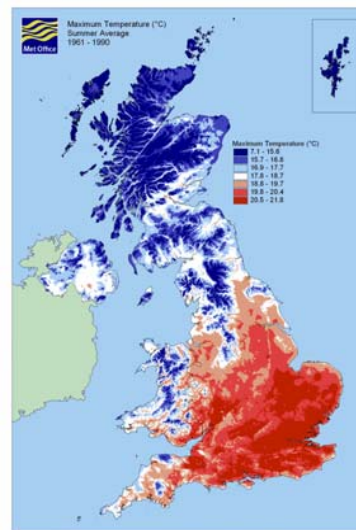 Met Office
Maximum Temperature (°C)
Summer Average
1961 - 1990
Maximum Temperature (°C)
7.1 - 15.6
15.7 - 16.8
16.9 - 17.7
17.8 - 18.7
18.8 - 19.7
19.8 - 20.4
20.5 - 21.8